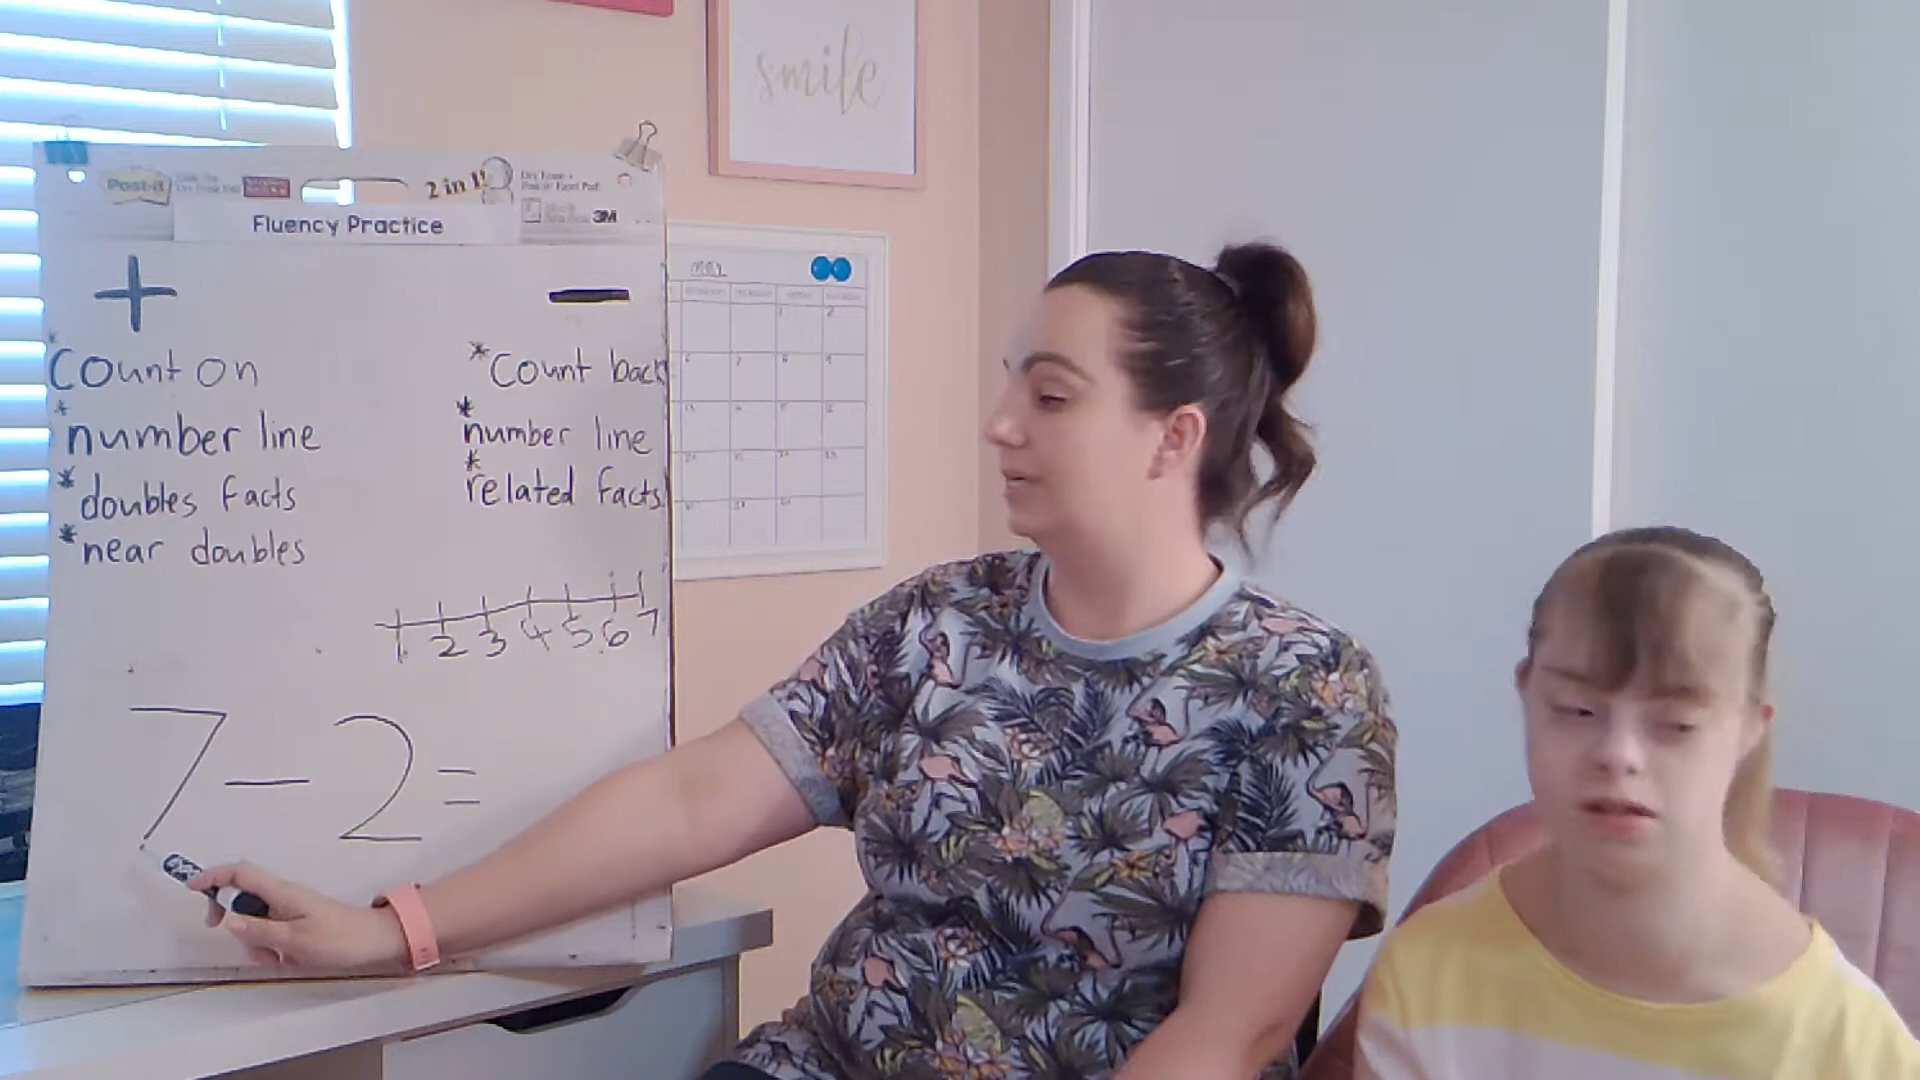 smile
Post-it
2 in 1!
3M
Fluency Practice
+
* Count on
* number line
* doubles facts
* near doubles
—
* Count back
* number line
* related facts
1 2 3 4 5 6 7
7 - 2 =